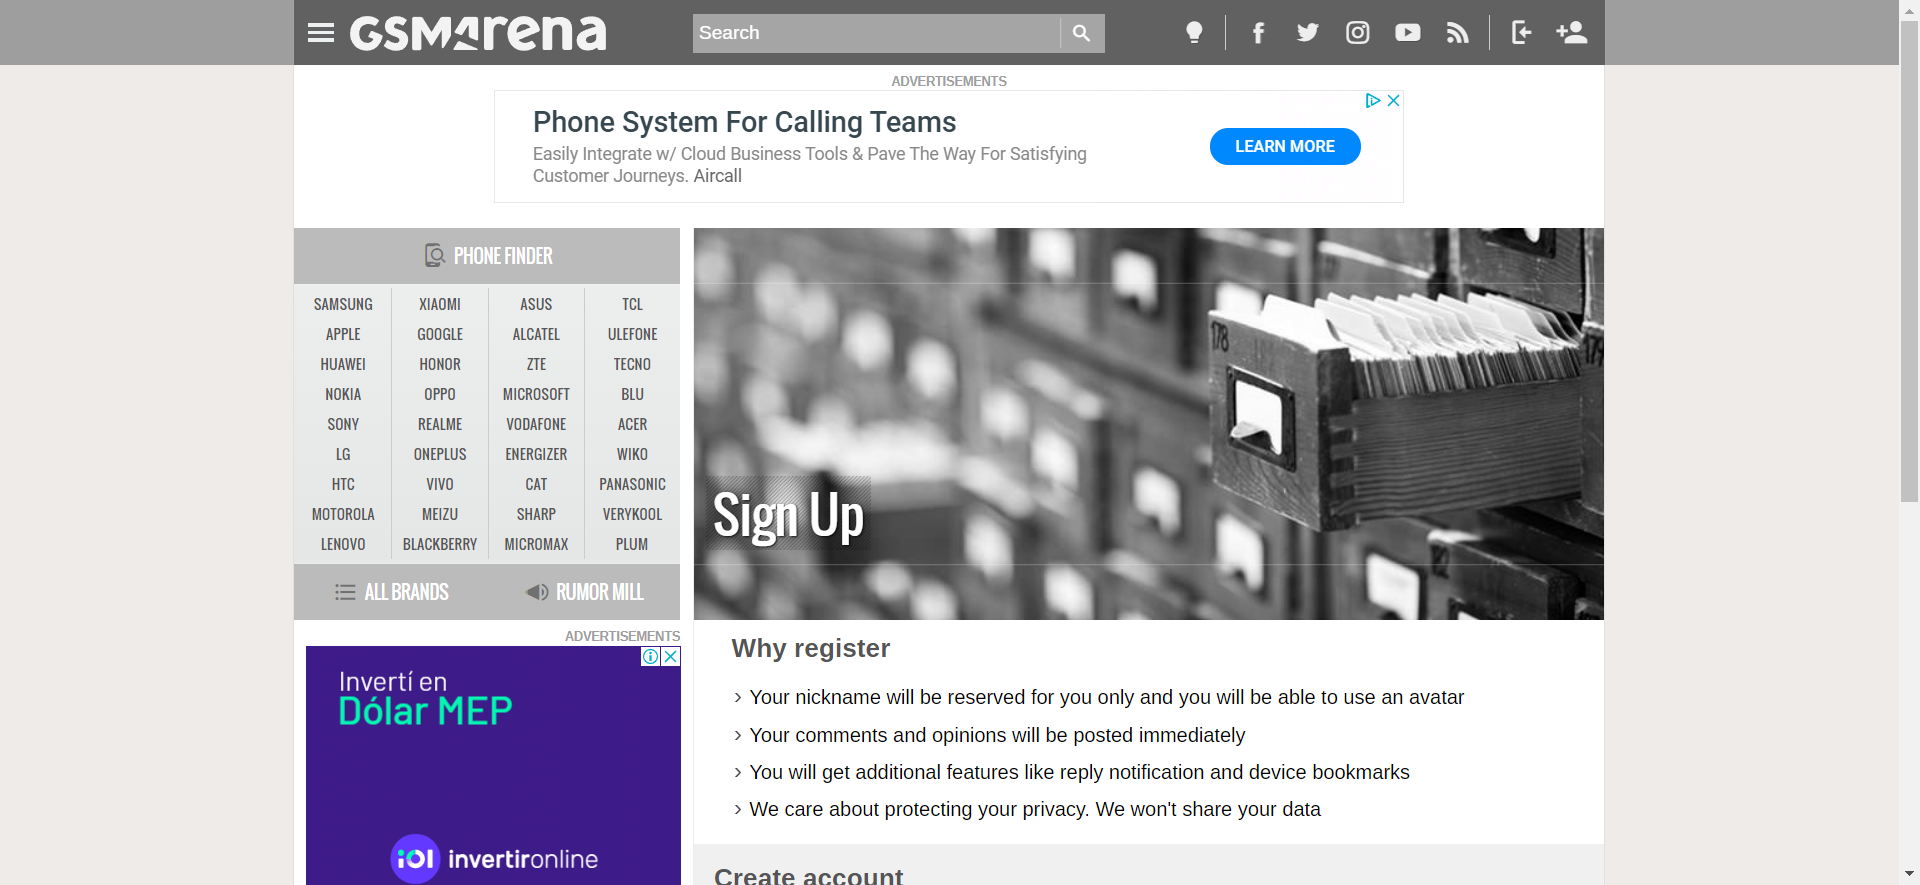 GSMArena
Search
ADVERTISEMENTS
Phone System For Calling Teams
Easily Integrate w/ Cloud Business Tools & Pave The Way For Satisfying
Customer Journeys. Aircall
LEARN MORE
PHONE FINDER
SAMSUNG XIAOMI ASUS TCL
APPLE GOOGLE ALCATEL ULEFONE
HUAWEI HONOR ZTE TECNO
NOKIA OPPO MICROSOFT BLU
SONY REALME VODAFONE ACER
LG ONEPLUS ENERGIZER WIKO
HTC VIVO CAT PANASONIC
MOTOROLA MEIZU SHARP VERYKOOL
LENOVO BLACKBERRY MICROMAX PLUM
ALL BRANDS RUMOR MILL
ADVERTISEMENTS
Invertí en
Dólar MEP
iOl invertironline
178
Sign Up
Why register
Your nickname will be reserved for you only and you will be able to use an avatar
Your comments and opinions will be posted immediately
You will get additional features like reply notification and device bookmarks
We care about protecting your privacy. We won't share your data
Create account